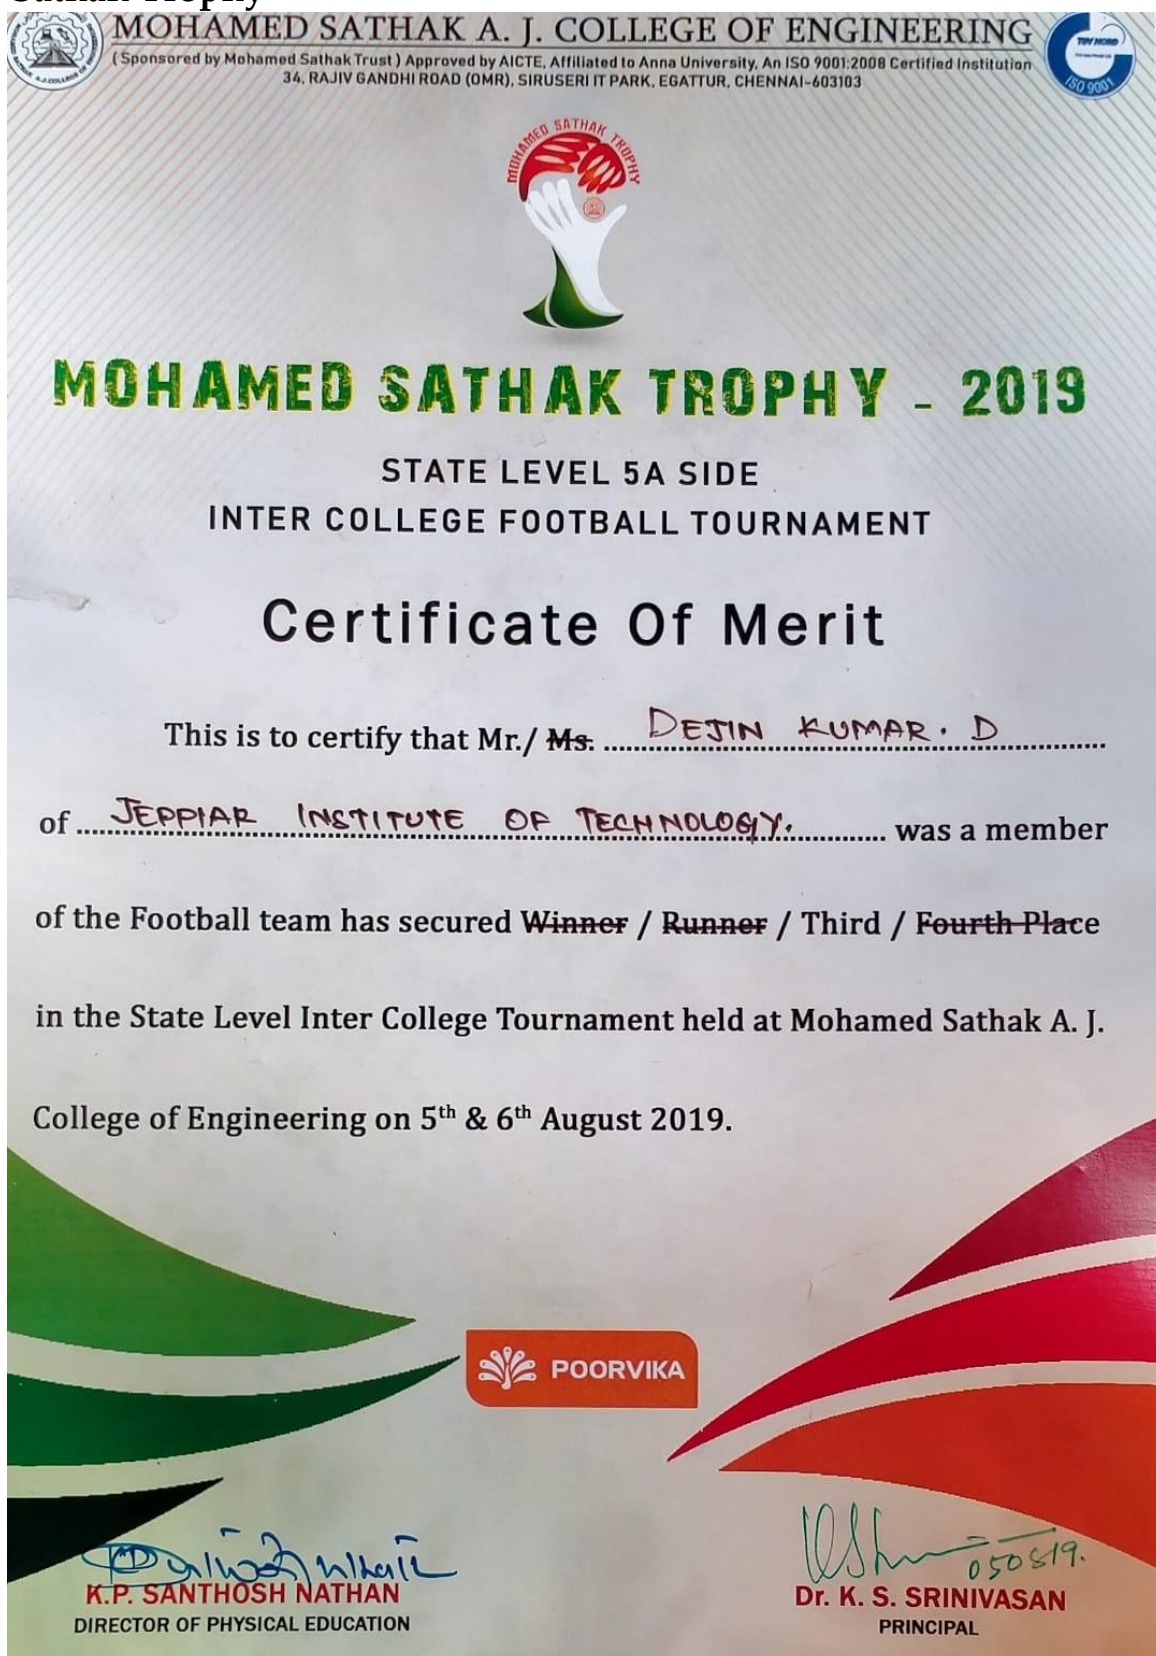 MOHAMED SATHAK A. J. COLLEGE OF ENGINEERING
(Sponsored by Mohamed Sathak Trust) Approved by AICTE, Affiliated to Anna University, An ISO 9001:2008 Certified Institution
34, RAJIV GANDHI ROAD (OMR), SIRUSERI IT PARK, EGATTUR, CHENNAI-603103
TUV NORD
ISO 9001
MOHAMED SATHAK TROPHY
MOHAMED SATHAK TROPHY - 2019
STATE LEVEL 5A SIDE
INTER COLLEGE FOOTBALL TOURNAMENT
Certificate Of Merit
This is to certify that Mr./ Ms. DEJIN KUMAR. D
of JEPPIAR INSTITUTE OF TECHNOLOGY. was a member
of the Football team has secured Winner / Runner / Third / Fourth Place
in the State Level Inter College Tournament held at Mohamed Sathak A. J.
College of Engineering on 5th & 6th August 2019.
POORVIKA
050819.
K.P. SANTHOSH NATHAN
DIRECTOR OF PHYSICAL EDUCATION
Dr. K. S. SRINIVASAN
PRINCIPAL